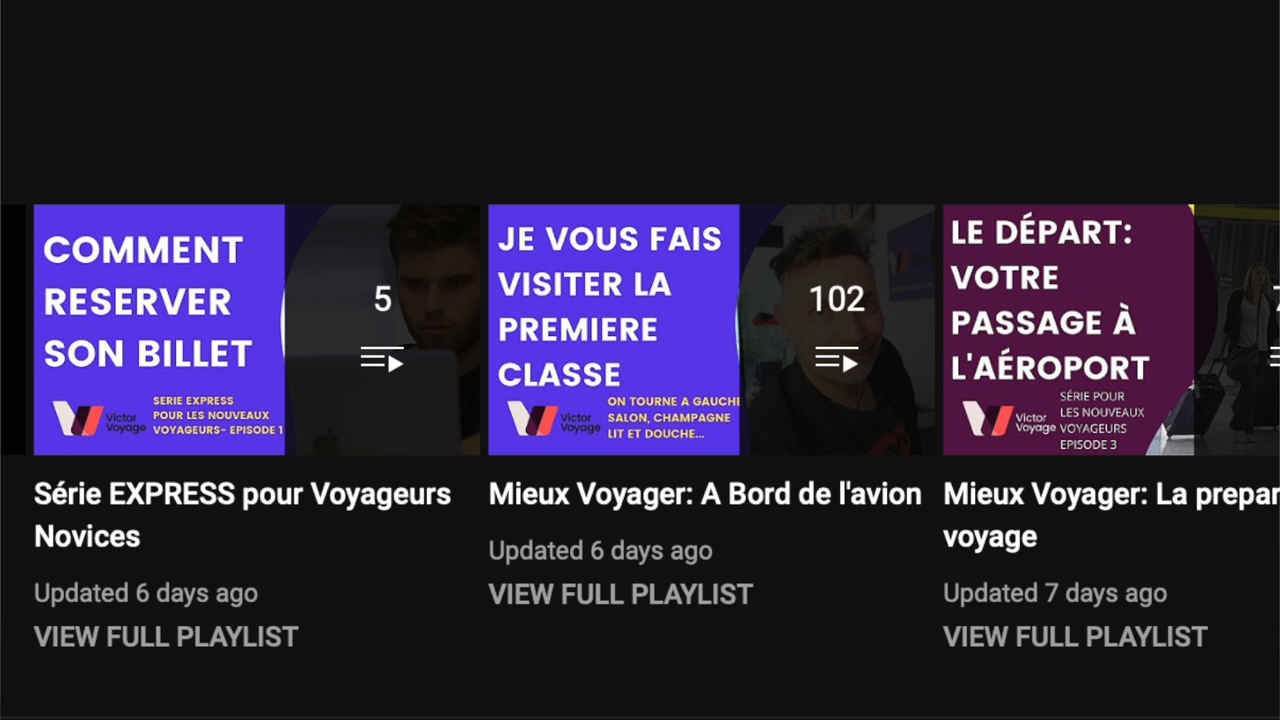 COMMENT
RESERVER
SON BILLET
Victor
Voyage
SERIE EXPRESS
POUR LES NOUVEAUX
VOYAGEURS- EPISODE 1
5
Série EXPRESS pour Voyageurs
Novices
Updated 6 days ago
VIEW FULL PLAYLIST
JE VOUS FAIS
VISITER LA
PREMIERE
CLASSE
Victor
Voyage
ON TOURNE A GAUCHE
SALON, CHAMPAGNE
LIT ET DOUCHE...
102
Mieux Voyager: A Bord de l'avion
Updated 6 days ago
VIEW FULL PLAYLIST
LE DÉPART:
VOTRE
PASSAGE À
L'AÉROPORT
Victor
Voyage
SÉRIE POUR
LES NOUVEAUX
VOYAGEURS
EPISODE 3
Mieux Voyager: La prepar
voyage
Updated 7 days ago
VIEW FULL PLAYLIST